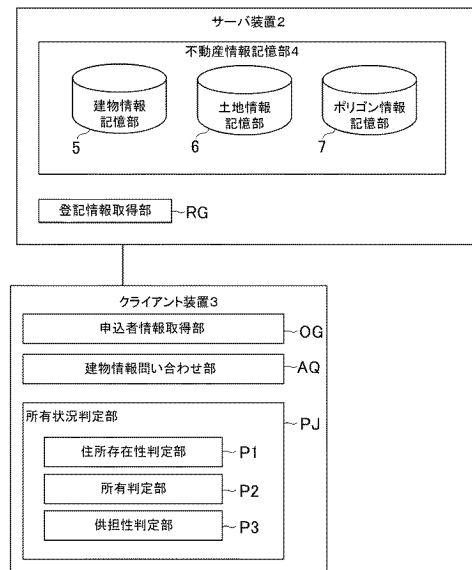 サーバ装置2
不動産情報記憶部4
建物情報
記憶部
土地情報
記憶部
ポリゴン情報
記憶部
5
6
7
登記情報取得部
RG
クライアント装置3
申込者情報取得部
OG
建物情報問い合わせ部
AQ
所有状況判定部
PJ
住所存在性判定部
P1
所有判定部
P2
供担性判定部
P3